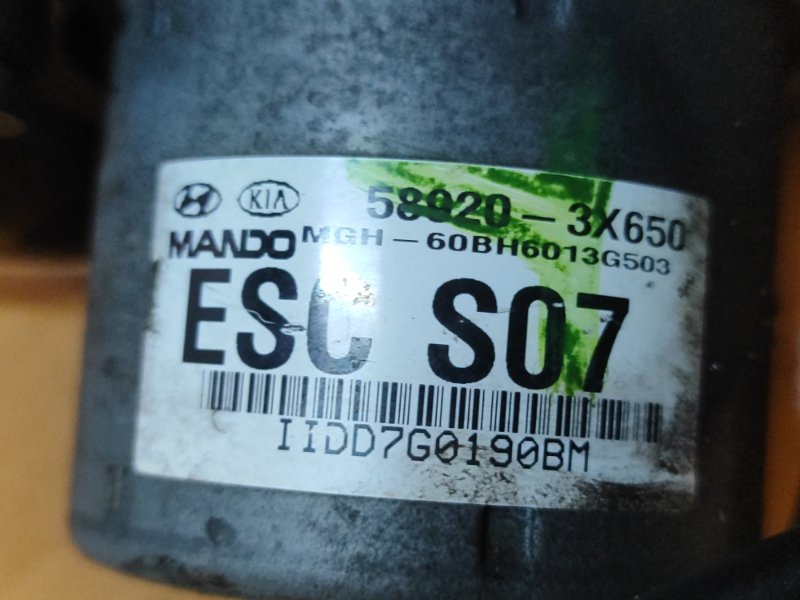 KIA 58920-3X650
MANDO MGH-60BH6013G503
ESC S07
IIDD7G0190BM